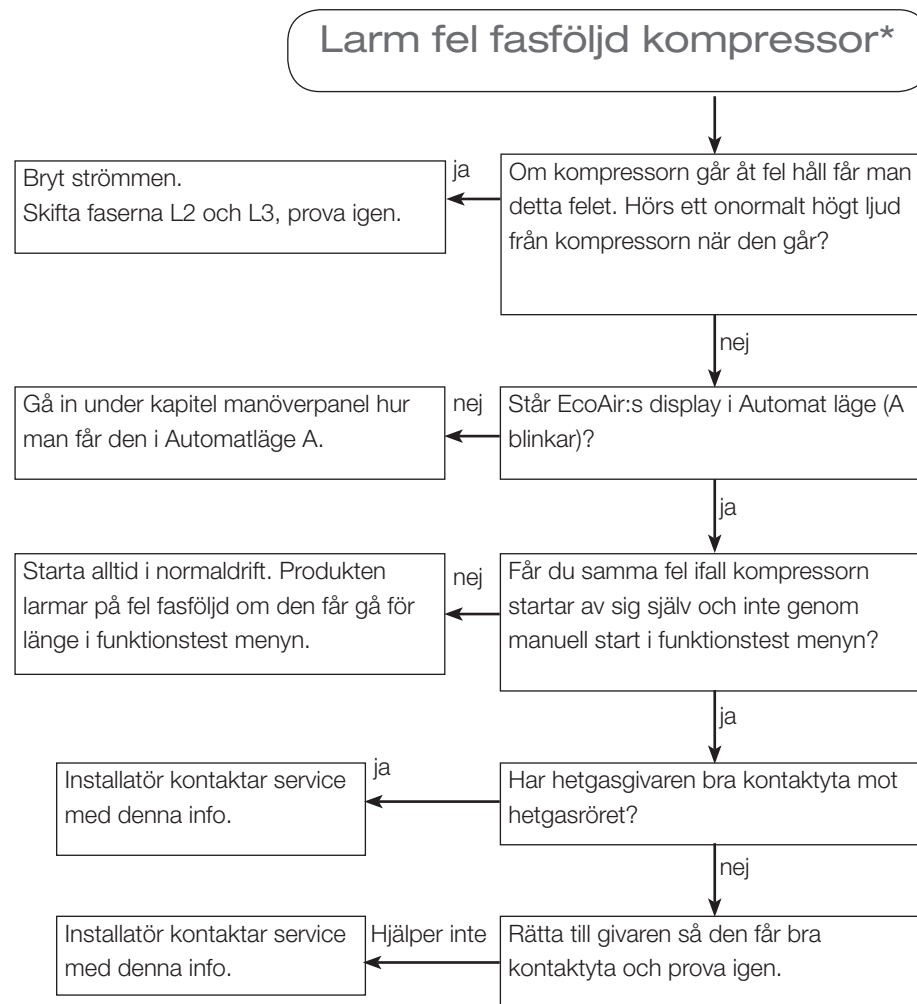 Larm fel fasföljd kompressor*
Om kompressorn går åt fel håll får man
detta felet. Hörs ett onormalt högt ljud
från kompressorn när den går?
ja
Bryt strömmen.
Skifta faserna L2 och L3, prova igen.
nej
Står EcoAir:s display i Automat läge (A
blinkar)?
nej
Gå in under kapitel manöverpanel hur
man får den i Automatläge A.
ja
Får du samma fel ifall kompressorn
startar av sig själv och inte genom
manuell start i funktionstest menyn?
nej
Starta alltid i normaldrift. Produkten
larmar på fel fasföljd om den får gå för
länge i funktionstest menyn.
ja
Har hetgasgivaren bra kontaktyta mot
hetgasröret?
ja
Installatör kontaktar service
med denna info.
nej
Rätta till givaren så den får bra
kontaktyta och prova igen.
Hjälper inte
Installatör kontaktar service
med denna info.